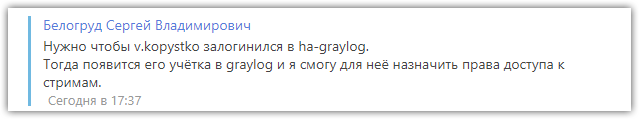 Белогруд Сергей Владимирович
Нужно чтобы v.kopystko залогинился в ha-graylog.
Тогда появится его учётка в graylog и я смогу для неё назначить права доступа к
стримам.
Сегодня в 17:37